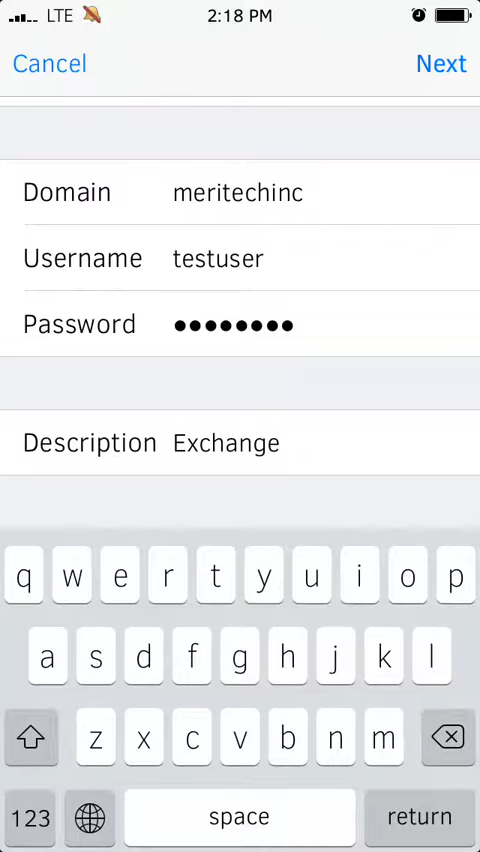 LTE 2:18 PM
Cancel Next
Domain meritechinc
Username testuser
Password ●●●●●●●●
Description Exchange
q w e r t y u i o p
a s d f g h j k l
z x c v b n m
123 space return